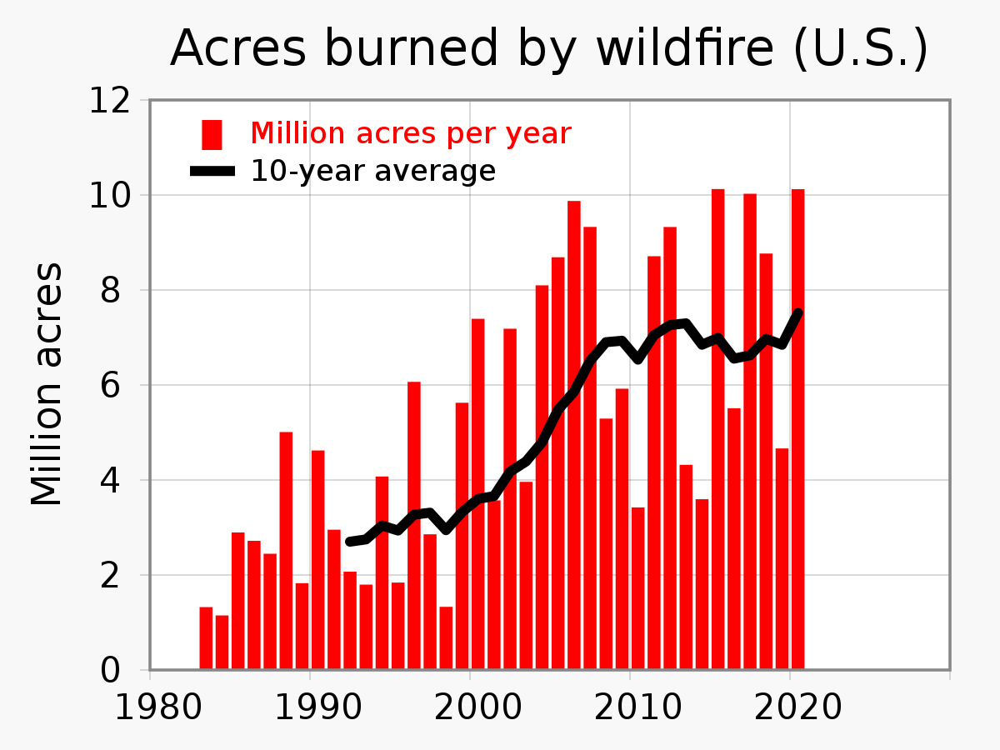 Acres burned by wildfire (U.S.)
12
Million acres per year
10-year average
10
8
6
4
2
0
Million acres
1980 1990 2000 2010 2020